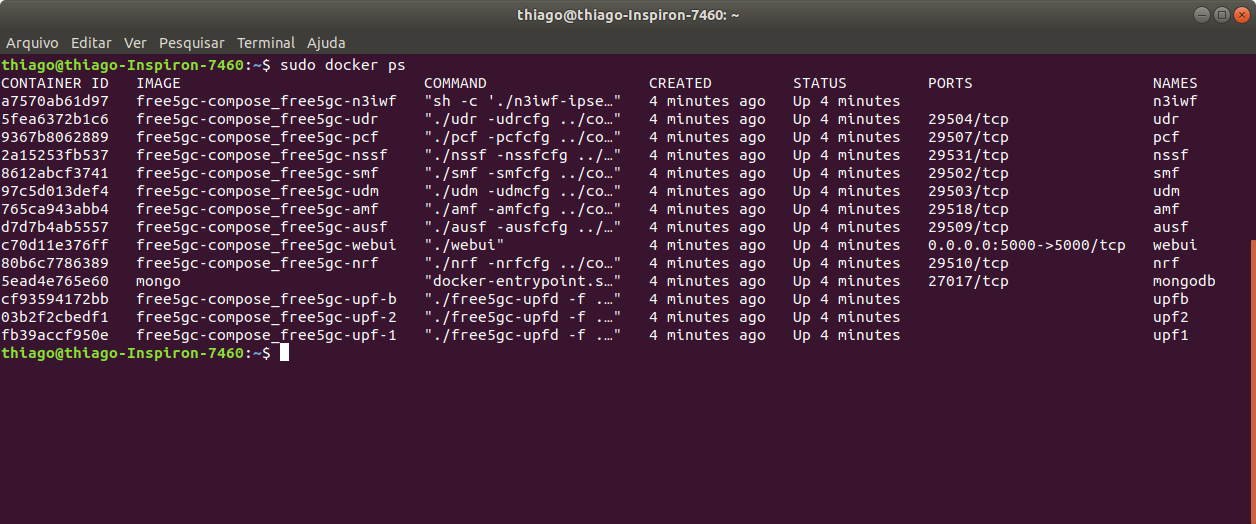 thiago@thiago-Inspiron-7460: ~
Arquivo Editar Ver Pesquisar Terminal Ajuda
thiago@thiago-Inspiron-7460:~$ sudo docker ps
CONTAINER ID   IMAGE                           COMMAND                  CREATED         STATUS         PORTS                    NAMES
a7570ab61d97   free5gc-compose_free5gc-n3iwf   "sh -c './n3iwf-ipse…"   4 minutes ago   Up 4 minutes                            n3iwf
5fea6372b1c6   free5gc-compose_free5gc-udr     "./udr -udrcfg ../co…"   4 minutes ago   Up 4 minutes   29504/tcp                udr
9367b8062889   free5gc-compose_free5gc-pcf     "./pcf -pcfcfg ../co…"   4 minutes ago   Up 4 minutes   29507/tcp                pcf
2a15253fb537   free5gc-compose_free5gc-nssf    "./nssf -nssfcfg ../…"   4 minutes ago   Up 4 minutes   29531/tcp                nssf
8612abcf3741   free5gc-compose_free5gc-smf     "./smf -smfcfg ../co…"   4 minutes ago   Up 4 minutes   29502/tcp                smf
97c5d013def4   free5gc-compose_free5gc-udm     "./udm -udmcfg ../co…"   4 minutes ago   Up 4 minutes   29503/tcp                udm
765ca943abb4   free5gc-compose_free5gc-amf     "./amf -amfcfg ../co…"   4 minutes ago   Up 4 minutes   29518/tcp                amf
d7d7b4ab5557   free5gc-compose_free5gc-ausf    "./ausf -ausfcfg ../…"   4 minutes ago   Up 4 minutes   29509/tcp                ausf
c70d11e376ff   free5gc-compose_free5gc-webui   "./webui"                4 minutes ago   Up 4 minutes   0.0.0.0:5000->5000/tcp   webui
80b6c7786389   free5gc-compose_free5gc-nrf     "./nrf -nrfcfg ../co…"   4 minutes ago   Up 4 minutes   29510/tcp                nrf
5ead4e765e60   mongo                           "docker-entrypoint.s…"   4 minutes ago   Up 4 minutes   27017/tcp                mongodb
cf93594172bb   free5gc-compose_free5gc-upf-b   "./free5gc-upfd -f .…"   4 minutes ago   Up 4 minutes                            upfb
03b2f2cbedf1   free5gc-compose_free5gc-upf-2   "./free5gc-upfd -f .…"   4 minutes ago   Up 4 minutes                            upf2
fb39accf950e   free5gc-compose_free5gc-upf-1   "./free5gc-upfd -f .…"   4 minutes ago   Up 4 minutes                            upf1
thiago@thiago-Inspiron-7460:~$